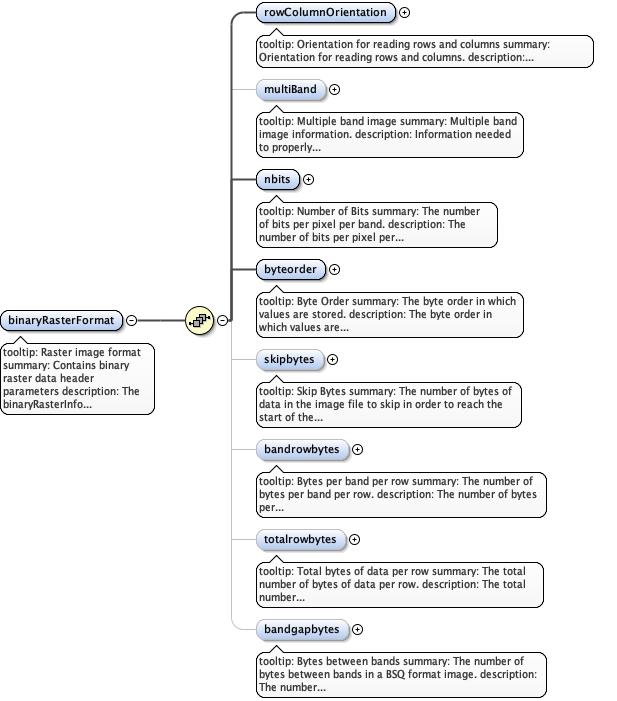 rowColumnOrientation
tooltip: Orientation for reading rows and columns summary:
Orientation for reading rows and columns. description:...
multiBand
tooltip: Multiple band image summary: Multiple band
image information. description: Information needed
to properly...
nbits
tooltip: Number of Bits summary: The number
of bits per pixel per band. description: The
number of bits per pixel per...
byteorder
tooltip: Byte Order summary: The byte order in which
values are stored. description: The byte order in
which values are...
binaryRasterFormat
tooltip: Raster image format
summary: Contains binary
raster data header
parameters description: The
binaryRasterInfo...
skipbytes
tooltip: Skip Bytes summary: The number of bytes of
data in the image file to skip in order to reach the
start of the...
bandrowbytes
tooltip: Bytes per band per row summary: The number of
bytes per band per row. description: The number of bytes
per...
totalrowbytes
tooltip: Total bytes of data per row summary: The total
number of bytes of data per row. description: The total
number...
bandgapbytes
tooltip: Bytes between bands summary: The number of
bytes between bands in a BSQ format image. description:
The number...